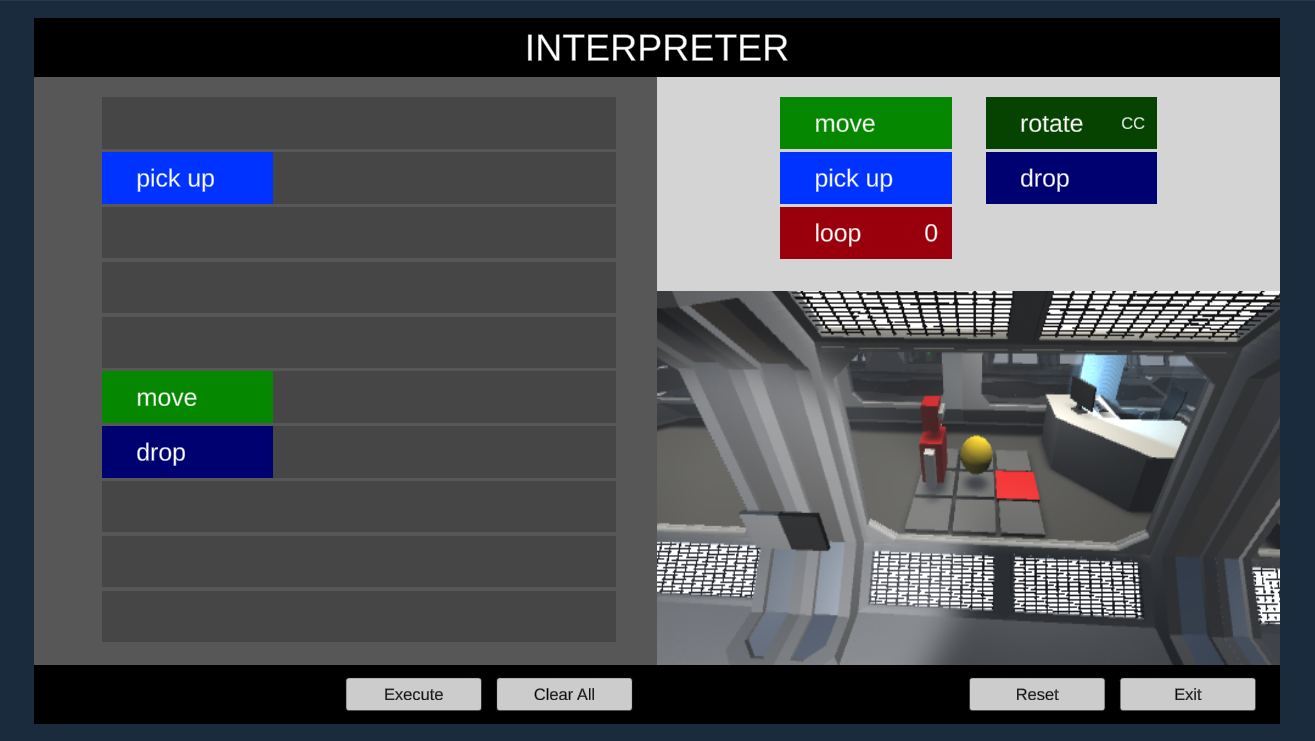 INTERPRETER
pick up
move
drop
move
rotate CC
pick up
drop
loop 0
Execute
Clear All
Reset
Exit